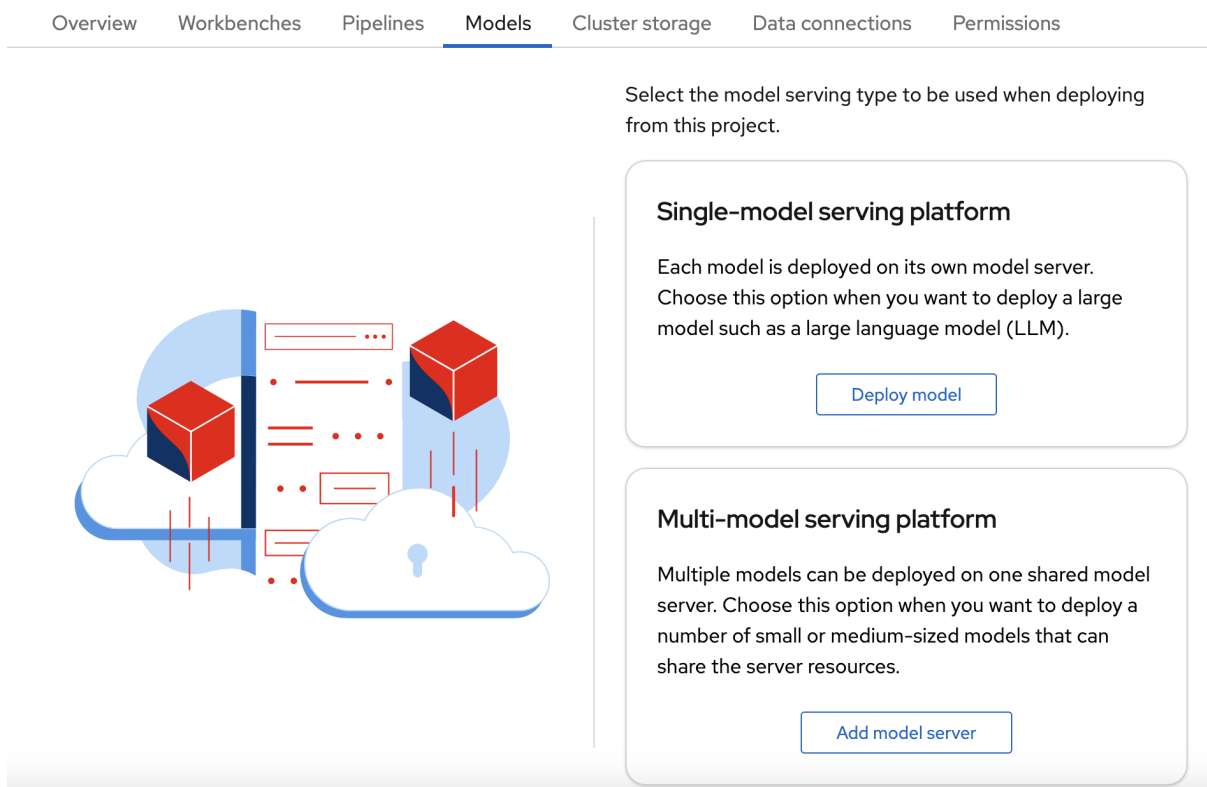 Overview Workbenches Pipelines Models Cluster storage Data connections Permissions
Select the model serving type to be used when deploying
from this project.
Single-model serving platform
Each model is deployed on its own model server.
Choose this option when you want to deploy a large
model such as a large language model (LLM).
Deploy model
Multi-model serving platform
Multiple models can be deployed on one shared model
server. Choose this option when you want to deploy a
number of small or medium-sized models that can
share the server resources.
Add model server